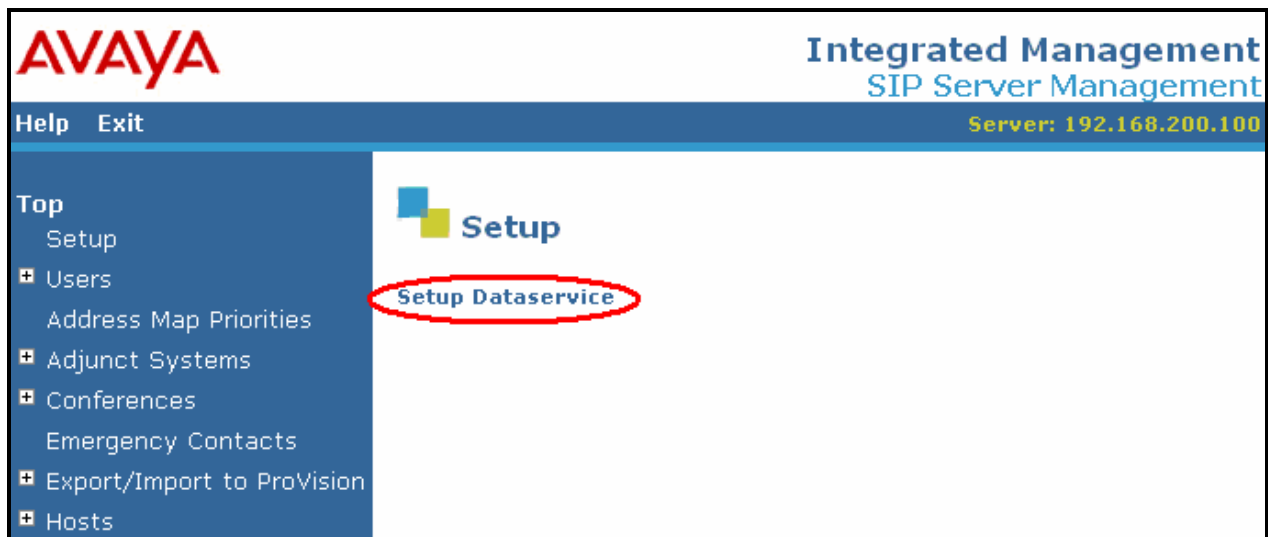 AVAYA
Integrated Management
SIP Server Management
Help Exit
Server: 192.168.200.100
Top
Setup
Users
Address Map Priorities
Adjunct Systems
Conferences
Emergency Contacts
Export/Import to ProVision
Hosts
Setup
Setup Dataservice